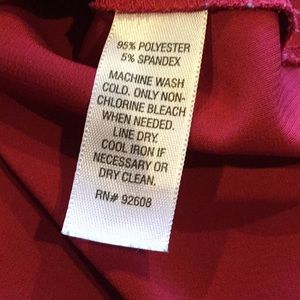 95% POLYESTER
5% SPANDEX
MACHINE WASH
COLD. ONLY NON-
CHLORINE BLEACH
WHEN NEEDED.
LINE DRY.
COOL IRON IF
NECESSARY OR
DRY CLEAN.
RN# 92608